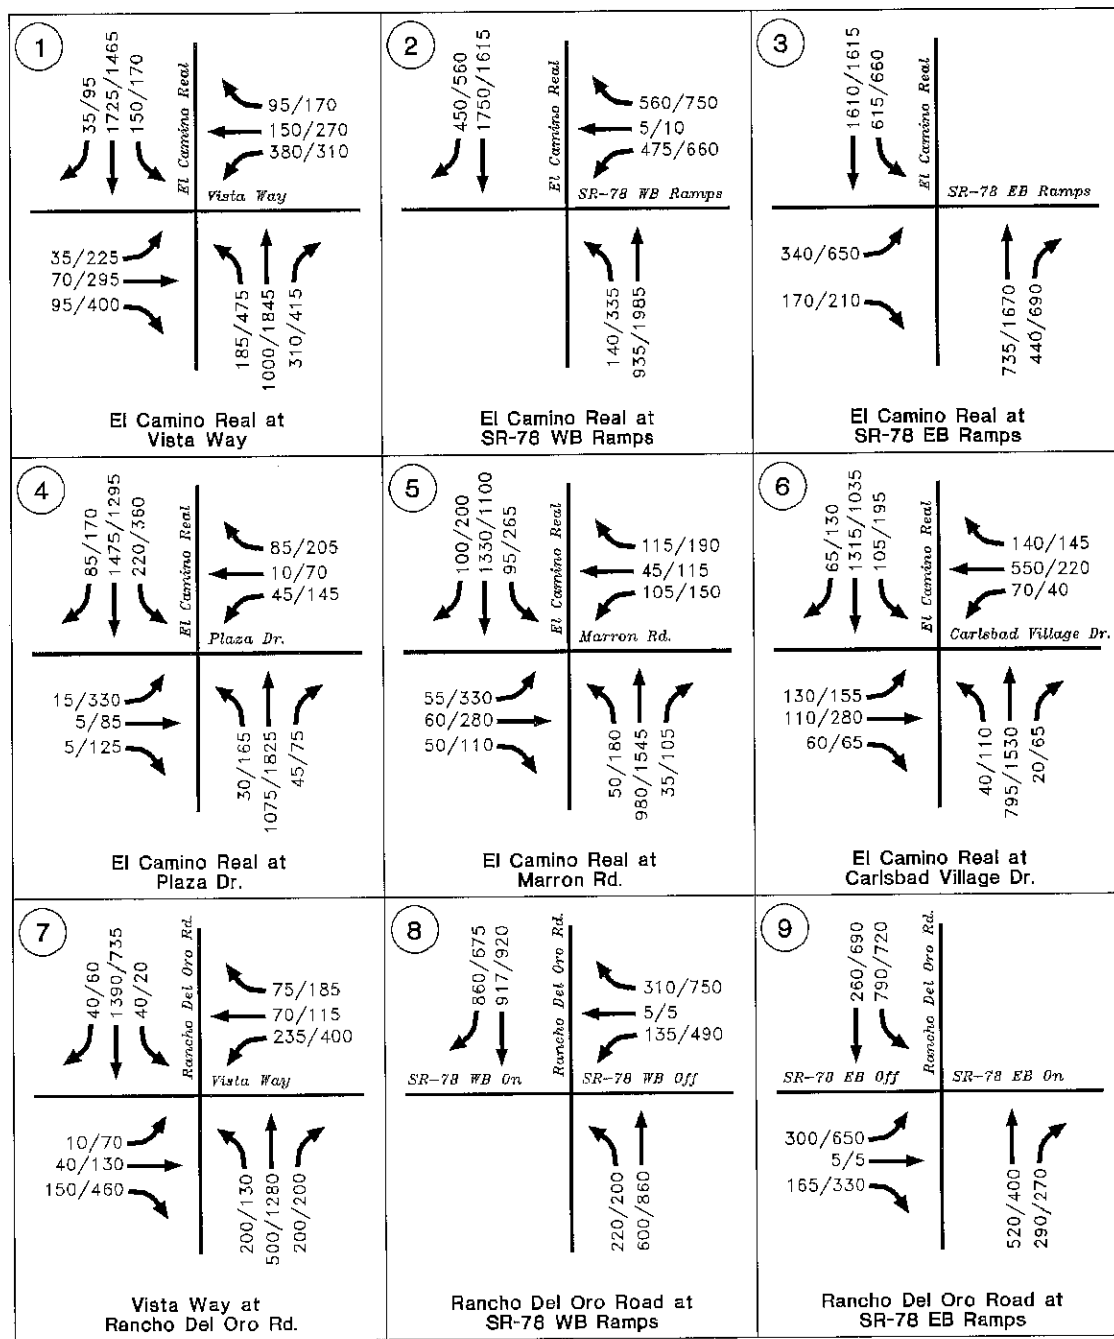 1
35/95
1725/1465
150/170
El Camino Real
95/170
150/270
380/310
Vista Way
35/225
70/295
95/400
185/475
1000/1845
310/415
El Camino Real at
Vista Way
2
450/560
1750/1615
El Camino Real
560/750
5/10
475/660
SR-78 WB Ramps
140/335
935/1985
El Camino Real at
SR-78 WB Ramps
3
1610/1615
615/660
El Camino Real
SR-78 EB Ramps
340/650
170/210
735/1670
440/690
El Camino Real at
SR-78 EB Ramps
4
85/170
1475/1295
220/360
El Camino Real
85/205
10/70
45/145
Plaza Dr.
15/330
5/85
5/125
30/165
1075/1825
45/75
El Camino Real at
Plaza Dr.
5
100/200
1330/1100
95/265
El Camino Real
115/190
45/115
105/150
Marron Rd.
55/330
60/280
50/110
50/180
980/1545
35/105
El Camino Real at
Marron Rd.
6
65/130
1315/1035
105/195
El Camino Real
140/145
550/220
70/40
Carlsbad Village Dr.
130/155
110/280
60/65
40/110
795/1530
20/65
El Camino Real at
Carlsbad Village Dr.
7
40/60
1390/735
40/20
Rancho Del Oro Rd.
75/185
70/115
235/400
Vista Way
10/70
40/130
150/460
200/130
500/1280
200/200
Vista Way at
Rancho Del Oro Rd.
8
860/675
917/920
Rancho Del Oro Rd.
310/750
5/5
135/490
SR-78 WB On
SR-78 WB Off
220/200
600/860
Rancho Del Oro Road at
SR-78 WB Ramps
9
260/690
790/720
Rancho Del Oro Rd.
SR-78 EB Off
SR-78 EB On
300/650
5/5
165/330
520/400
290/270
Rancho Del Oro Road at
SR-78 EB Ramps